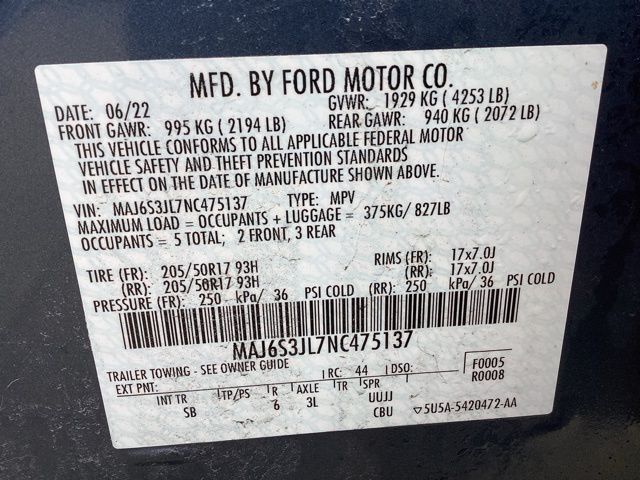 MFD. BY FORD MOTOR CO.
DATE: 06/22 GVWR: 1929 KG ( 4253 LB)
FRONT GAWR: 995 KG ( 2194 LB) REAR GAWR: 940 KG ( 2072 LB)
THIS VEHICLE CONFORMS TO ALL APPLICABLE FEDERAL MOTOR
VEHICLE SAFETY AND THEFT PREVENTION STANDARDS
IN EFFECT ON THE DATE OF MANUFACTURE SHOWN ABOVE.
VIN: MAJ6S3JL7NC475137 TYPE: MPV
MAXIMUM LOAD = OCCUPANTS + LUGGAGE = 375KG/ 827LB
OCCUPANTS = 5 TOTAL; 2 FRONT, 3 REAR
TIRE (FR): 205/50R17 93H RIMS (FR): 17x7.0J
(RR): 205/50R17 93H (RR): 17x7.0J
PRESSURE (FR): 250 kPa/ 36 PSI COLD (RR): 250 kPa/ 36 PSI COLD
MAJ6S3JL7NC475137
TRAILER TOWING - SEE OWNER GUIDE
EXT PNT: RC: 44 DSO: F0005
R0008
INT TR TP/PS R AXLE TR SPR
SB 6 3L UUJJ
CBU ▽5U5A-5420472-AA